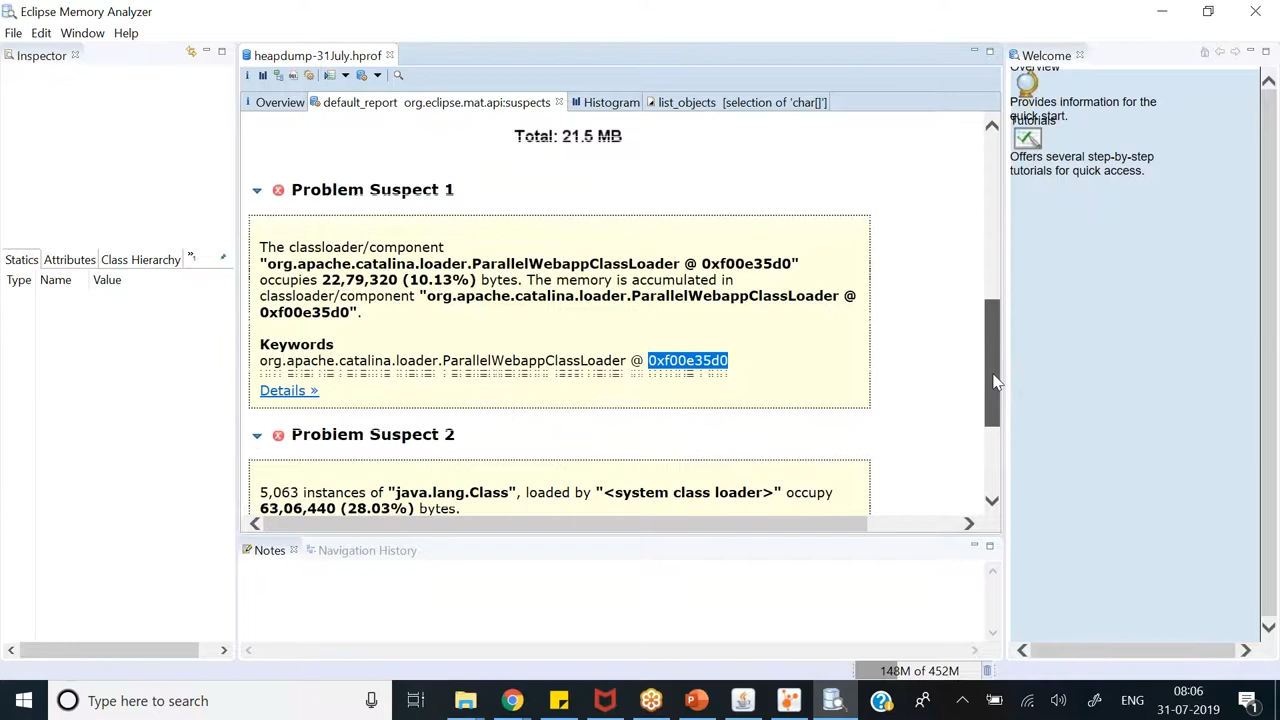 Eclipse Memory Analyzer
File Edit Window Help
Inspector
heapdump-31July.hprof
Welcome
Overview
Provides information for the
quick start.
Tutorials
Offers several step-by-step
tutorials for quick access.
Overview
default_report org.eclipse.mat.api:suspects
Histogram
list_objects [selection of 'char[]']
Total: 21.5 MB
Problem Suspect 1
The classloader/component
"org.apache.catalina.loader.ParallelWebappClassLoader @ 0xf00e35d0"
occupies 22,79,320 (10.13%) bytes. The memory is accumulated in
classloader/component "org.apache.catalina.loader.ParallelWebappClassLoader @
0xf00e35d0".
Keywords
org.apache.catalina.loader.ParallelWebappClassLoader @ 0xf00e35d0
Details »
Problem Suspect 2
5,063 instances of "java.lang.Class", loaded by "<system class loader>" occupy
63,06,440 (28.03%) bytes.
Statics Attributes Class Hierarchy »1
Type Name Value
Notes
Navigation History
148M of 452M
Type here to search
ENG
08:06
31-07-2019
1